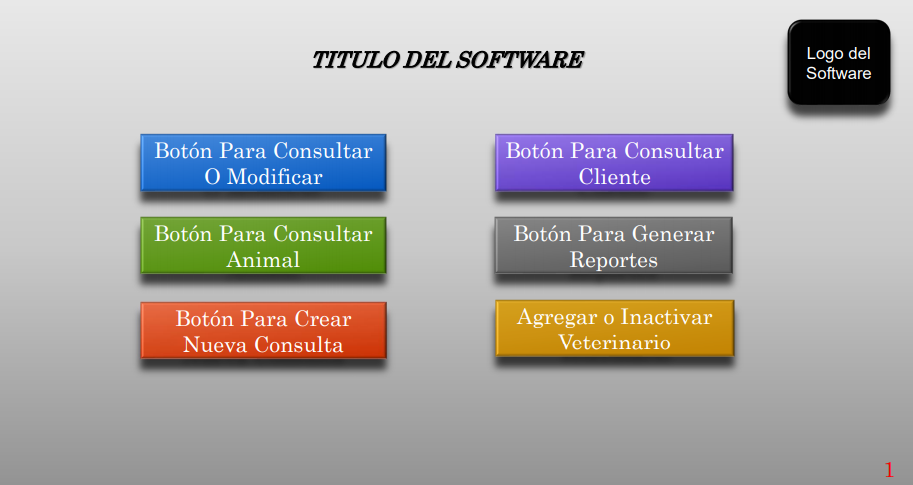 TITULO DEL SOFTWARE
Logo del
Software
Botón Para Consultar
O Modificar
Botón Para Consultar
Cliente
Botón Para Consultar
Animal
Botón Para Generar
Reportes
Botón Para Crear
Nueva Consulta
Agregar o Inactivar
Veterinario
1